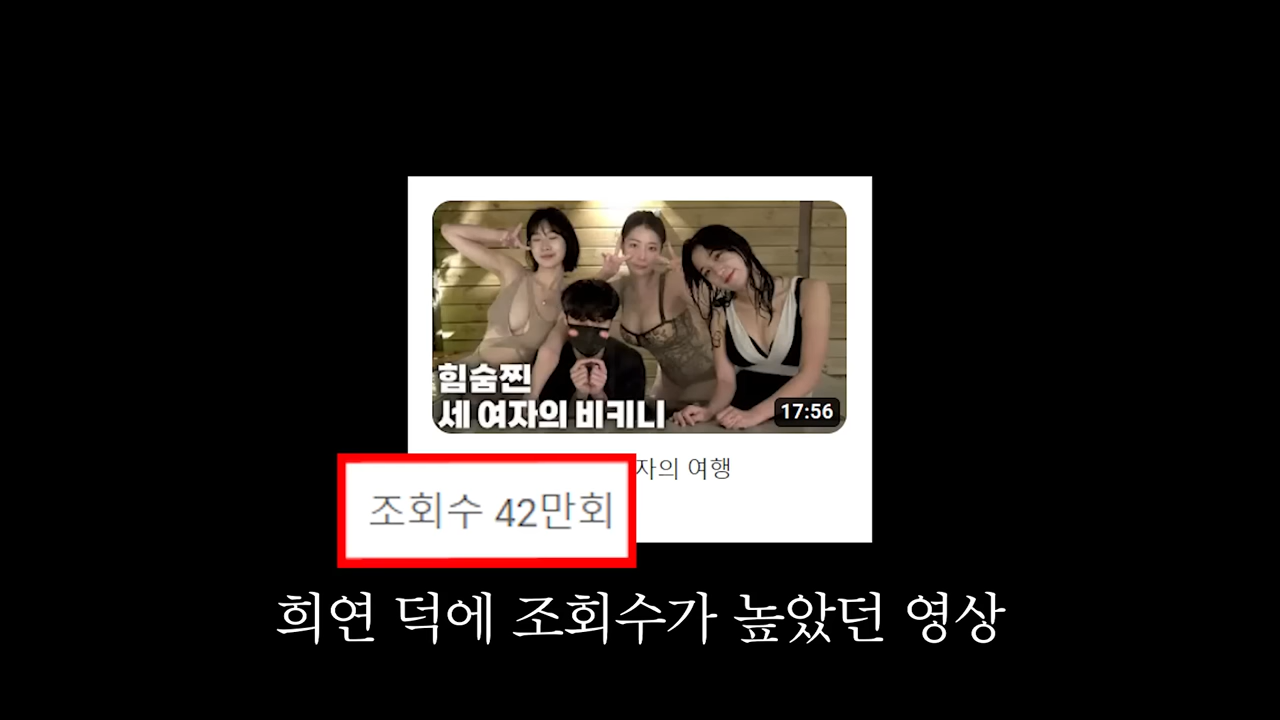 힘숨찐
세 여자의 비키니
17:56
자의 여행
조회수 42만회
희연 덕에 조회수가 높았던 영상